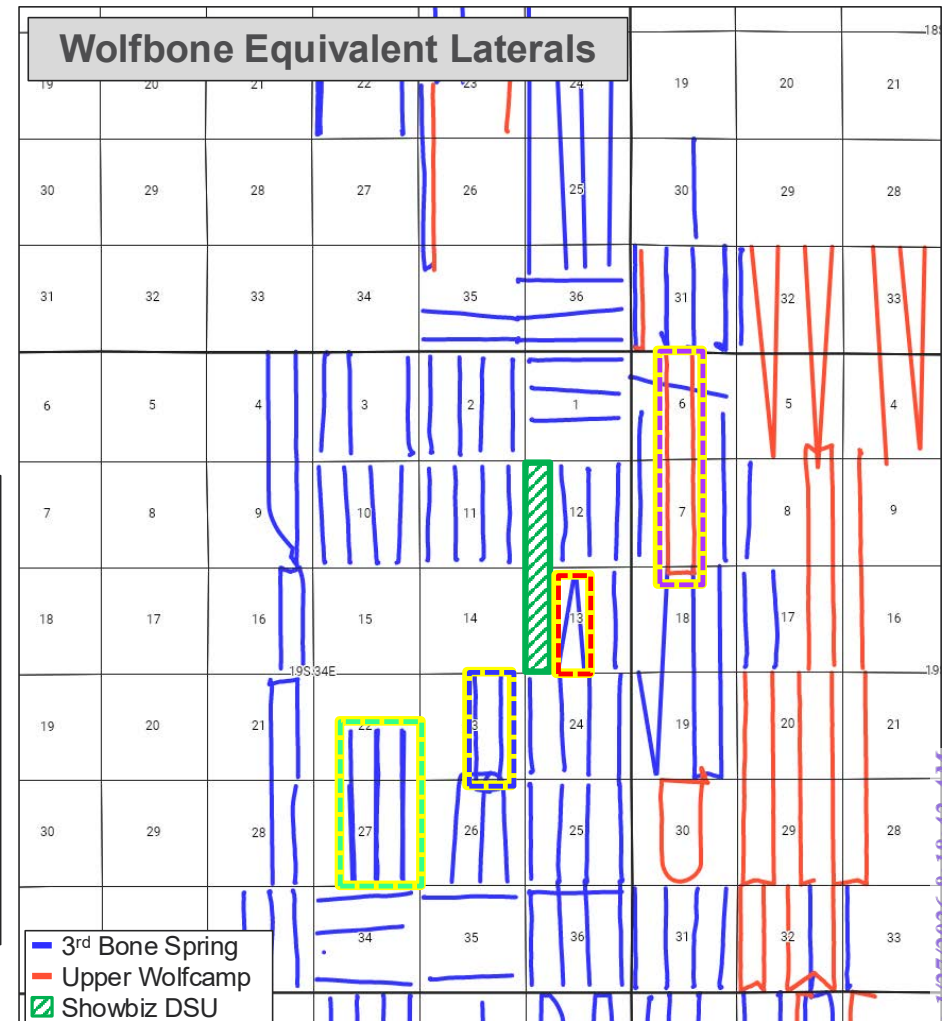 Wolfbone Equivalent Laterals
19 20 21 22 23 24 19 20 21
30 29 28 27 26 25 30 29 28
31 32 33 34 35 36 31 32 33
6 5 4 3 2 1 6 5 4
7 8 9 10 11 12 7 8 9
18 17 16 15 14 13 18 17 16
19S 34E
19 20 21 22 3 24 19 20 21
30 29 28 27 26 25 30 29 28
34 35 36 31 32 33
3rd Bone Spring
Upper Wolfcamp
Showbiz DSU